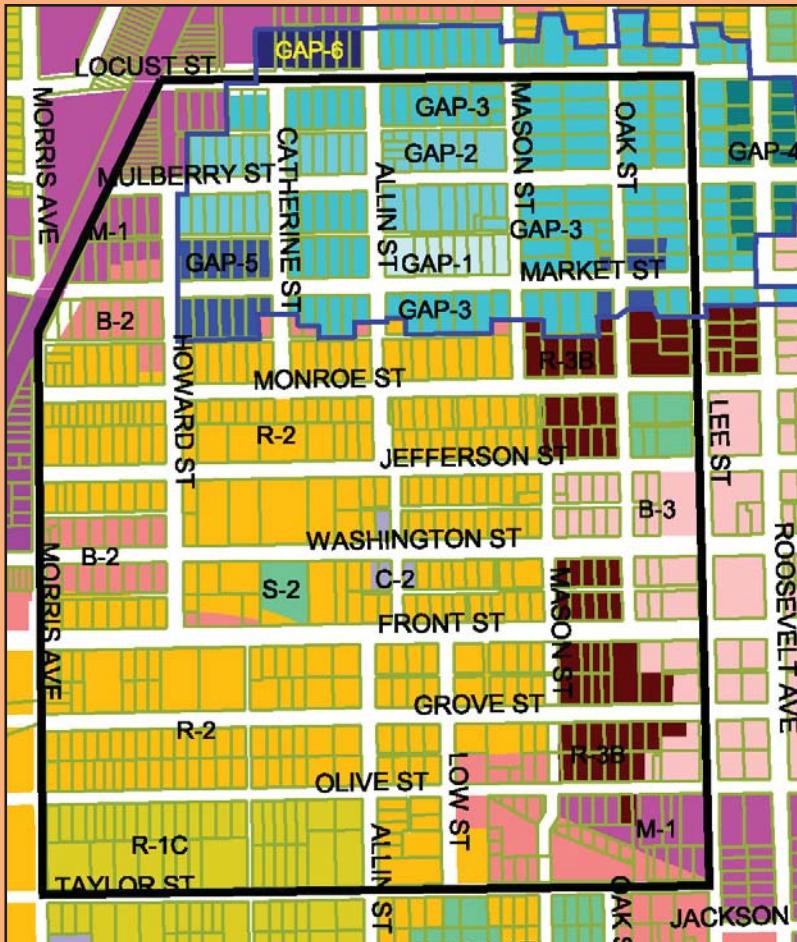 GAP-6
LOCUST ST
MORRIS AVE
GAP-3
MASON ST
OAK ST
CATHERINE ST
GAP-2
ALLIN ST
GAP-4
MULBERRY ST
M-1
GAP-3
GAP-5
GAP-1
MARKET ST
B-2
GAP-3
HOWARD ST
R-3B
MONROE ST
R-2
JEFFERSON ST
LEE ST
B-3
ROOSEVELT AVE
WASHINGTON ST
B-2
MORRIS AVE
S-2
C-2
MASON ST
FRONT ST
GROVE ST
R-2
R-3B
OLIVE ST
LOW ST
M-1
R-1C
ALLIN ST
TAYLOR ST
OAK S
JACKSON